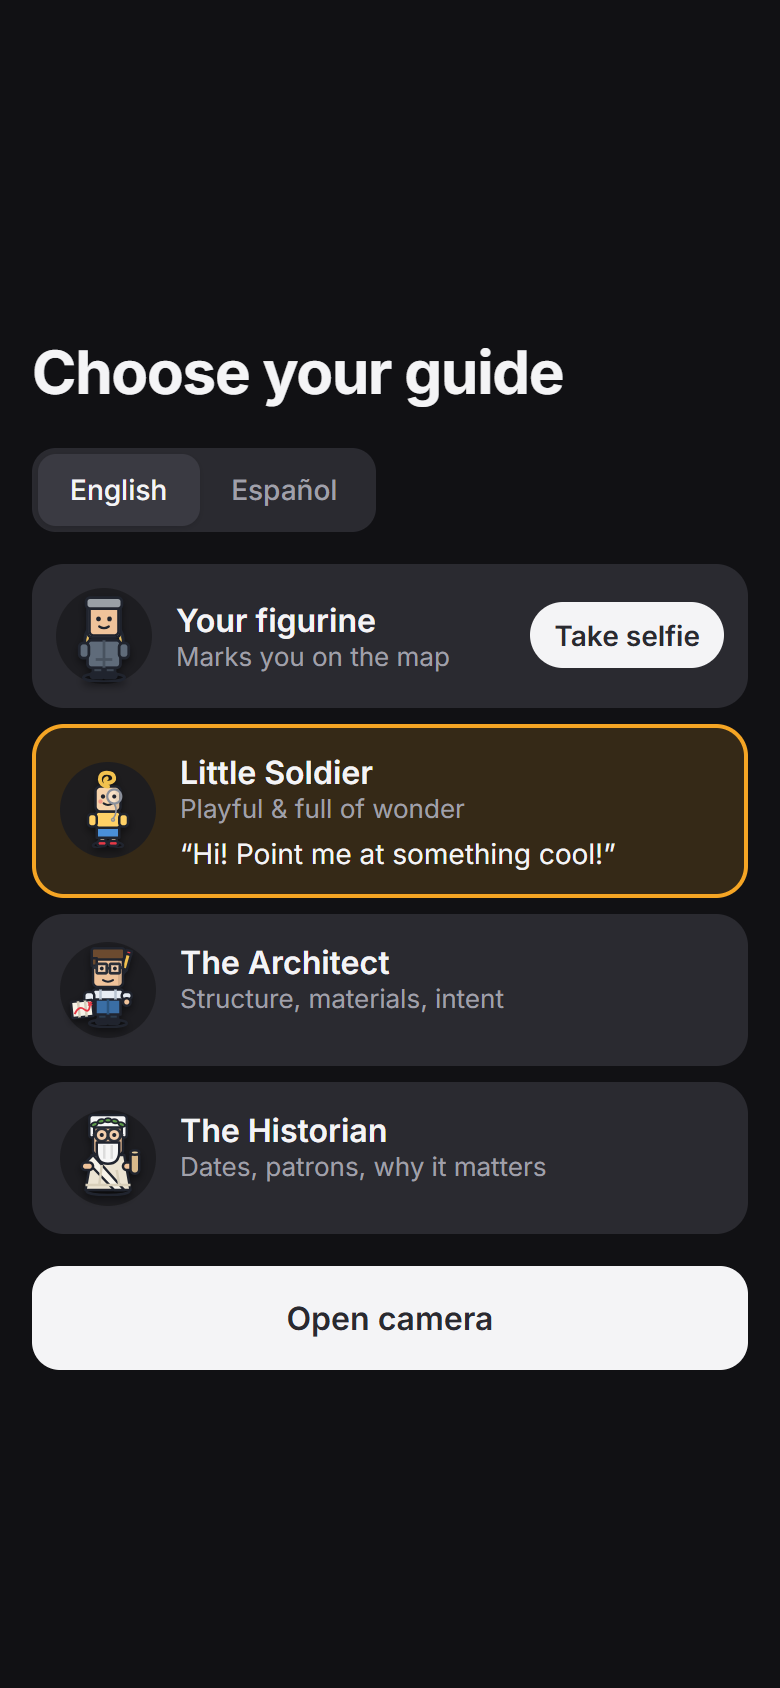 Choose your guide
English
Español
Your figurine
Marks you on the map
Take selfie
Little Soldier
Playful & full of wonder
“Hi! Point me at something cool!”
The Architect
Structure, materials, intent
The Historian
Dates, patrons, why it matters
Open camera